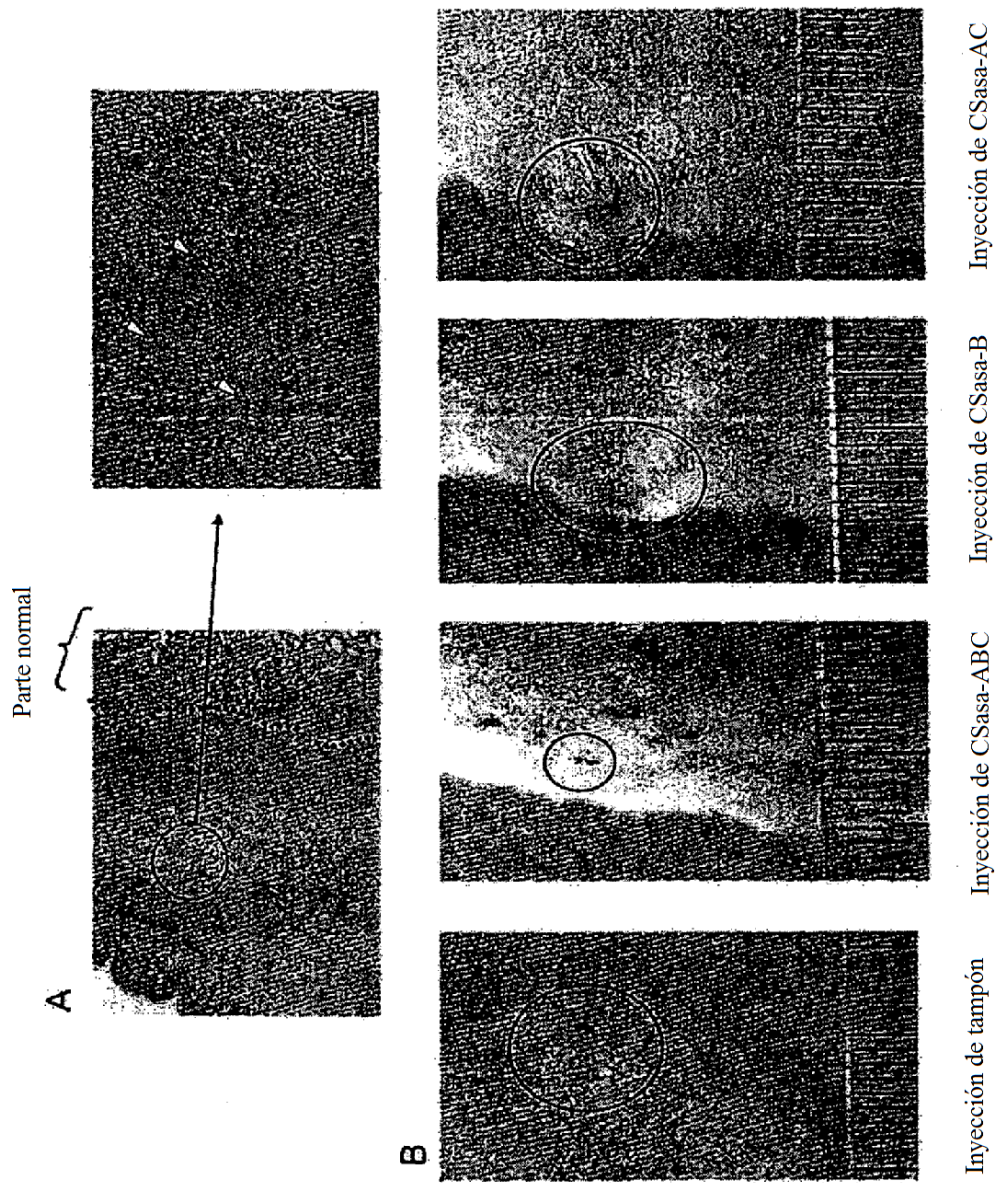 A
Parte normal
B
Inyección de tampón
Inyección de CSasa-ABC
Inyección de CSasa-B
Inyección de CSasa-AC